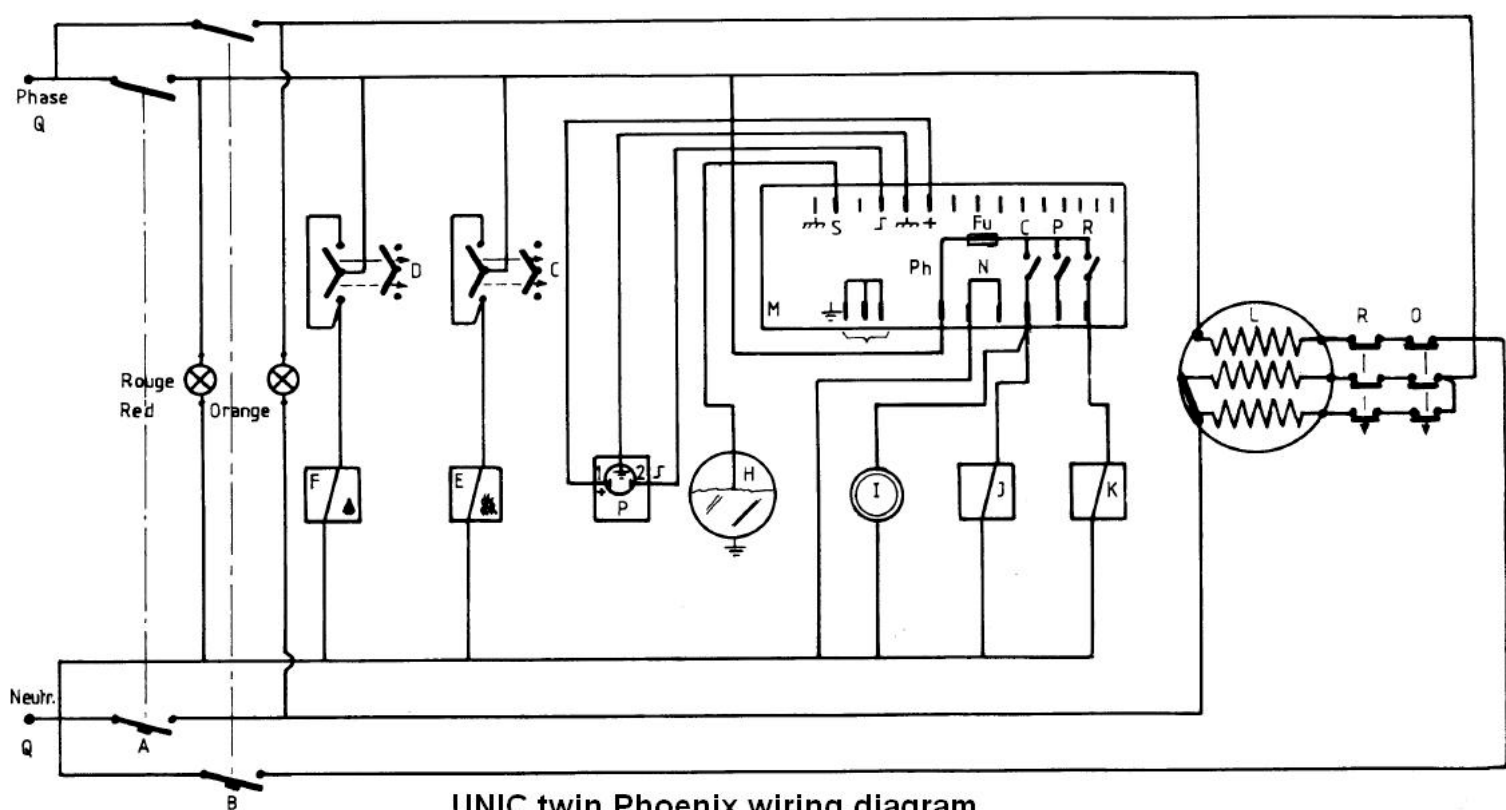 Phase
Q
D
C
S
+
Fu
C
P
R
Ph
N
M
L
R
O
Rouge
Red
Orange
F
E
1
2
+
P
H
I
J
K
Neutr.
Q
A
B
UNIC twin Phoenix wiring diagram